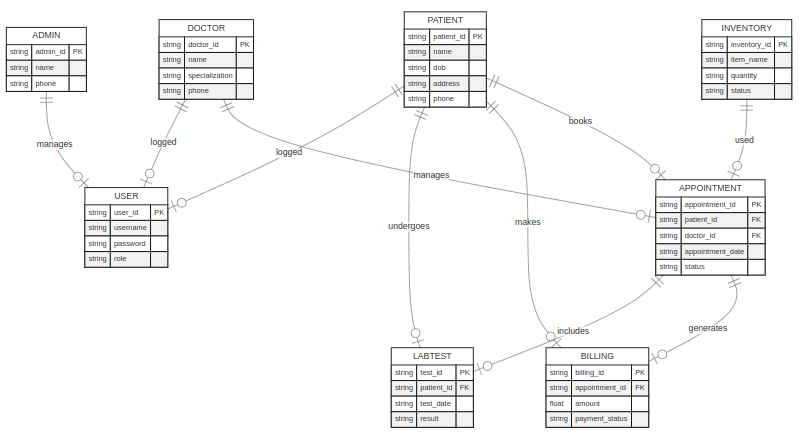 ADMIN
string admin_id PK
string name
string phone
DOCTOR
string doctor_id PK
string name
string specialization
string phone
PATIENT
string patient_id PK
string name
string dob
string address
string phone
INVENTORY
string inventory_id PK
string item_name
string quantity
string status
manages
logged
logged
books
used
manages
USER
string user_id PK
string username
string password
string role
APPOINTMENT
string appointment_id PK
string patient_id FK
string doctor_id FK
string appointment_date
string status
undergoes
makes
includes
generates
LABTEST
string test_id PK
string patient_id FK
string test_date
string result
BILLING
string billing_id PK
string appointment_id FK
float amount
string payment_status